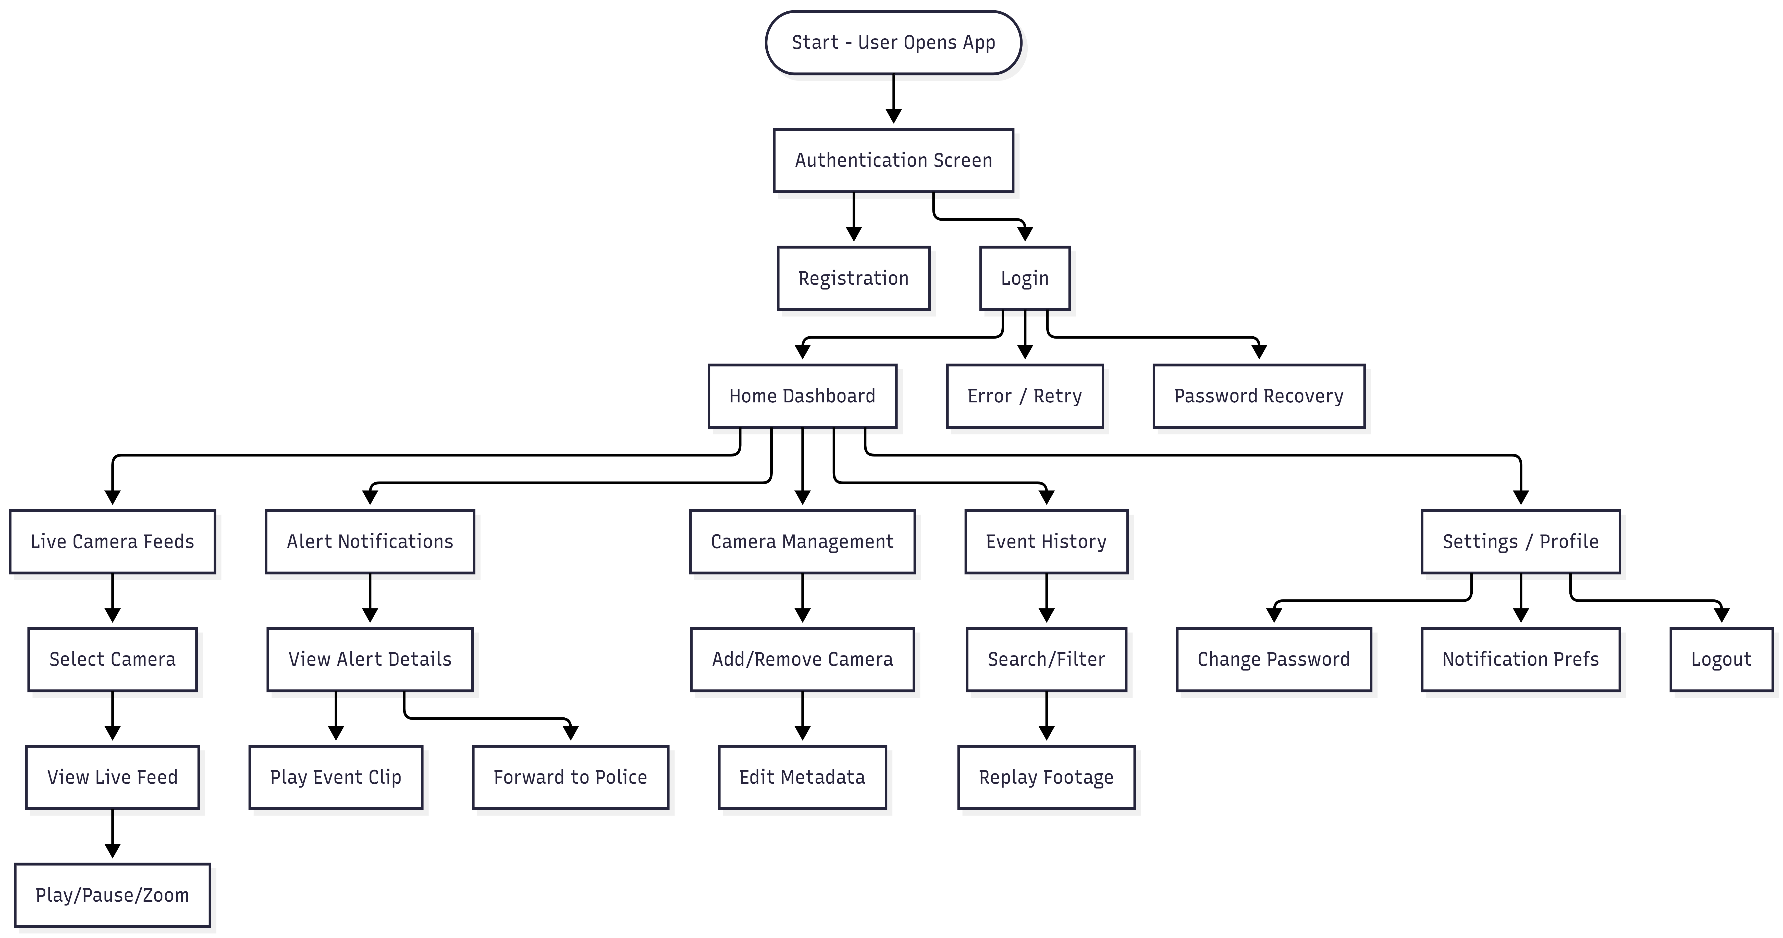 Start - User Opens App
Authentication Screen
Registration
Login
Home Dashboard
Error / Retry
Password Recovery
Live Camera Feeds
Alert Notifications
Camera Management
Event History
Settings / Profile
Select Camera
View Alert Details
Add/Remove Camera
Search/Filter
Change Password
Notification Prefs
Logout
View Live Feed
Play Event Clip
Forward to Police
Edit Metadata
Replay Footage
Play/Pause/Zoom